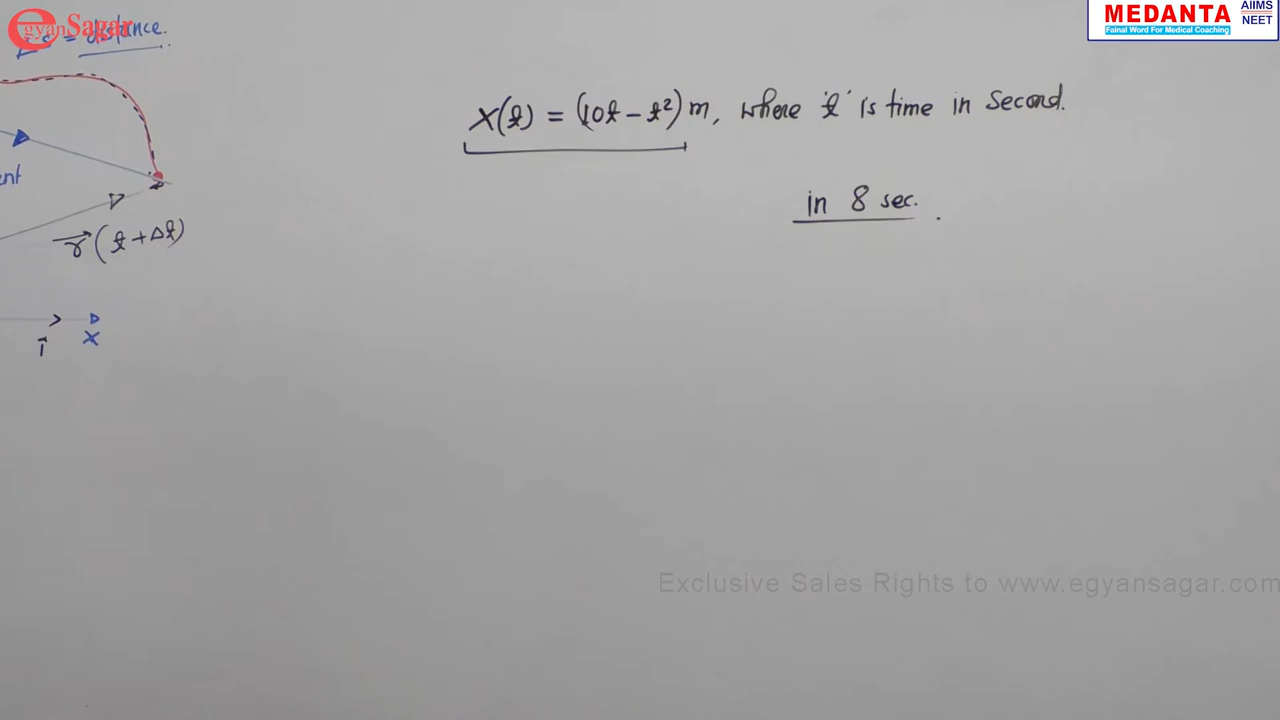 egyanSagar
= distance.
MEDANTA
Fainal Word For Medical Coaching
AIIMS
NEET
x(t) = (10t - t²) m, where 't' is time in Second.
in 8 sec.
r⃗ (t + Δt)
x
Exclusive Sales Rights to www.egyansagar.com